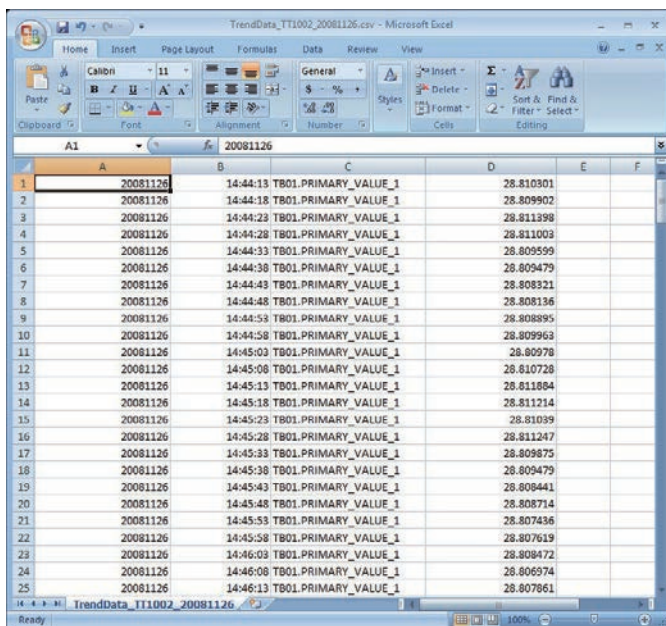 TrendData_TT1002_20081126.csv - Microsoft Excel
Home Insert Page Layout Formulas Data Review View
Paste
Calibri 11
B I U
General
$ % ,
Styles
Insert
Delete
Format
Σ
Sort & Filter
Find & Select
Clipboard Font Alignment Number Cells Editing
A1 fx 20081126
A B C D E F
1 20081126 14:44:13 TB01.PRIMARY_VALUE_1 28.810301
2 20081126 14:44:18 TB01.PRIMARY_VALUE_1 28.809902
3 20081126 14:44:23 TB01.PRIMARY_VALUE_1 28.811398
4 20081126 14:44:28 TB01.PRIMARY_VALUE_1 28.811003
5 20081126 14:44:33 TB01.PRIMARY_VALUE_1 28.809599
6 20081126 14:44:38 TB01.PRIMARY_VALUE_1 28.809479
7 20081126 14:44:43 TB01.PRIMARY_VALUE_1 28.808321
8 20081126 14:44:48 TB01.PRIMARY_VALUE_1 28.808136
9 20081126 14:44:53 TB01.PRIMARY_VALUE_1 28.808895
10 20081126 14:44:58 TB01.PRIMARY_VALUE_1 28.809963
11 20081126 14:45:03 TB01.PRIMARY_VALUE_1 28.80978
12 20081126 14:45:08 TB01.PRIMARY_VALUE_1 28.810728
13 20081126 14:45:13 TB01.PRIMARY_VALUE_1 28.811884
14 20081126 14:45:18 TB01.PRIMARY_VALUE_1 28.811214
15 20081126 14:45:23 TB01.PRIMARY_VALUE_1 28.81039
16 20081126 14:45:28 TB01.PRIMARY_VALUE_1 28.811247
17 20081126 14:45:33 TB01.PRIMARY_VALUE_1 28.809875
18 20081126 14:45:38 TB01.PRIMARY_VALUE_1 28.809479
19 20081126 14:45:43 TB01.PRIMARY_VALUE_1 28.808441
20 20081126 14:45:48 TB01.PRIMARY_VALUE_1 28.808714
21 20081126 14:45:53 TB01.PRIMARY_VALUE_1 28.807436
22 20081126 14:45:58 TB01.PRIMARY_VALUE_1 28.807619
23 20081126 14:46:03 TB01.PRIMARY_VALUE_1 28.808472
24 20081126 14:46:08 TB01.PRIMARY_VALUE_1 28.806974
25 20081126 14:46:13 TB01.PRIMARY_VALUE_1 28.807861
TrendData_TT1002_20081126
Ready 100%